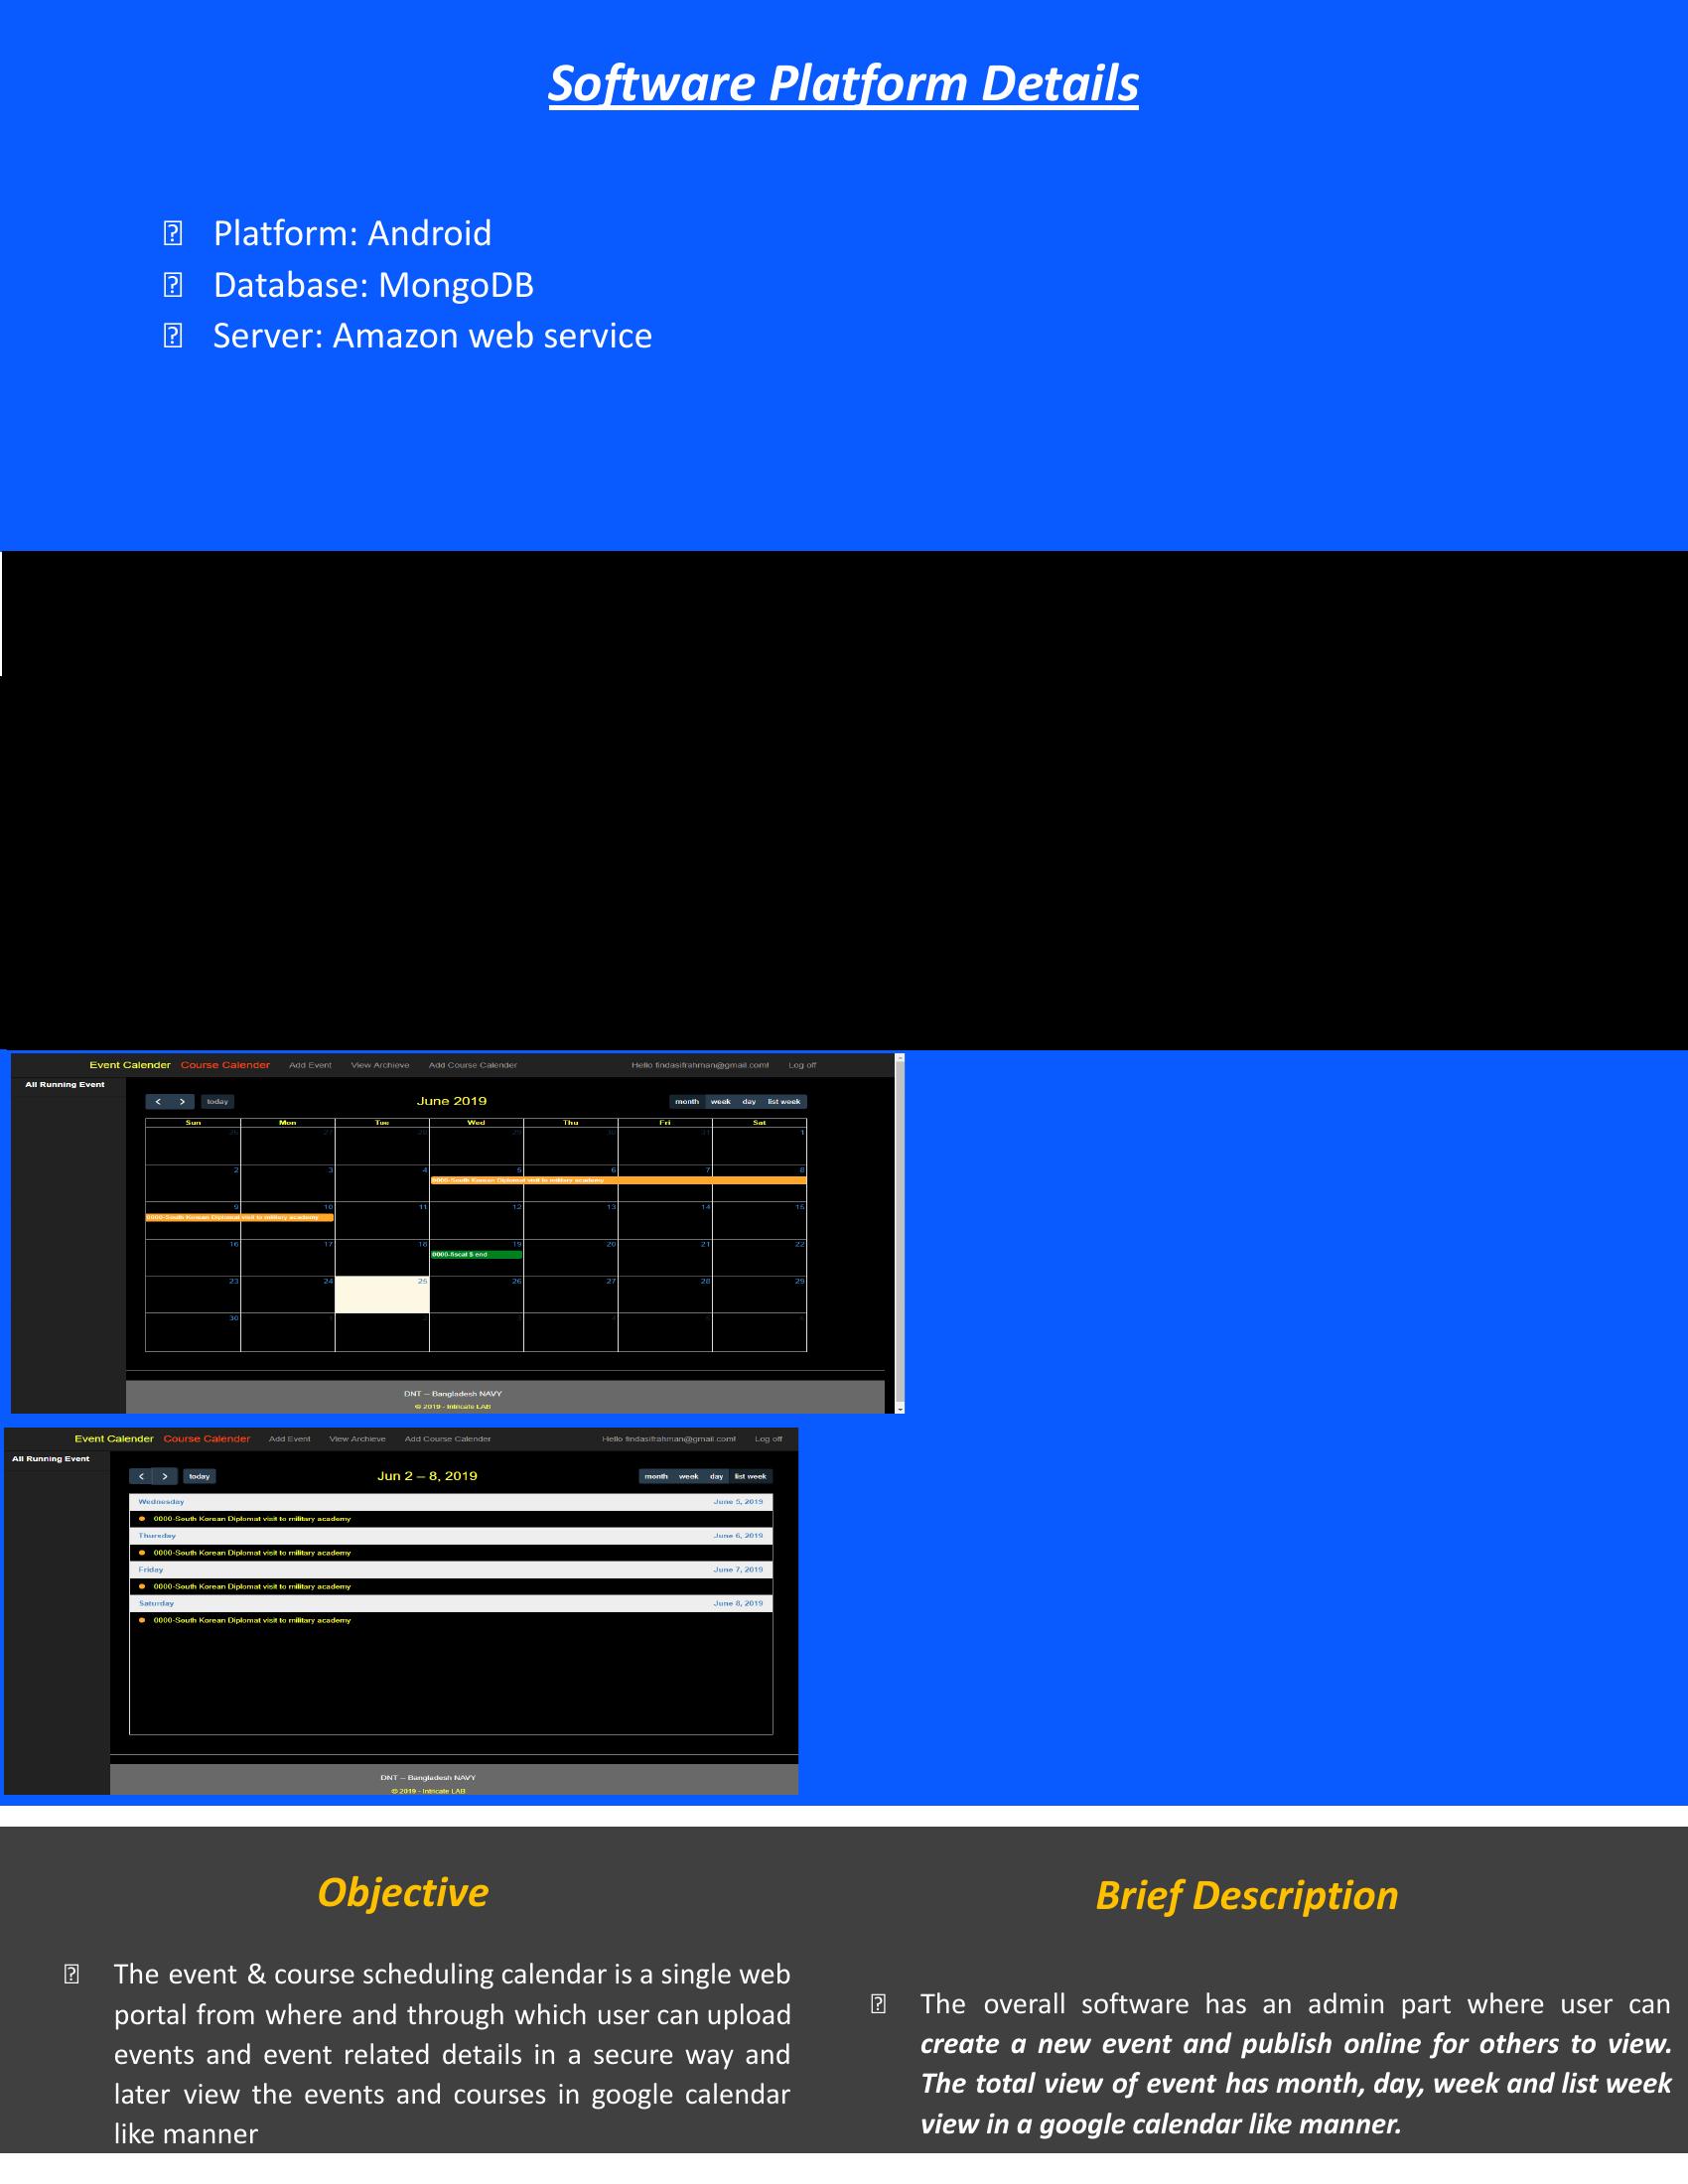 Software Platform Details
Platform: Android
Database: MongoDB
Server: Amazon web service
Event Calender Course Calender Add Event View Archieve Add Course Calender Hello findasifrahman@gmail.com! Log off
All Running Event
< > today June 2019 month week day list week
Sun Mon Tue Wed Thu Fri Sat
26 27 28 29 30 31 1
2 3 4 5 6 7 8
0000-South Korean Diplomat visit to military academy
9 10 11 12 13 14 15
0000-South Korean Diplomat visit to military academy
16 17 18 19 20 21 22
0000-fiscal $ end
23 24 25 26 27 28 29
30 1 2 3 4 5 6
DNT – Bangladesh NAVY
© 2019 - Intricate LAB
Event Calender Course Calender Add Event View Archieve Add Course Calender Hello findasifrahman@gmail.com! Log off
All Running Event
< > today Jun 2 – 8, 2019 month week day list week
Wednesday June 5, 2019
0000-South Korean Diplomat visit to military academy
Thursday June 6, 2019
0000-South Korean Diplomat visit to military academy
Friday June 7, 2019
0000-South Korean Diplomat visit to military academy
Saturday June 8, 2019
0000-South Korean Diplomat visit to military academy
DNT – Bangladesh NAVY
© 2019 - Intricate LAB
Objective
The event & course scheduling calendar is a single web
portal from where and through which user can upload
events and event related details in a secure way and
later view the events and courses in google calendar
like manner
Brief Description
The overall software has an admin part where user can
create a new event and publish online for others to view.
The total view of event has month, day, week and list week
view in a google calendar like manner.